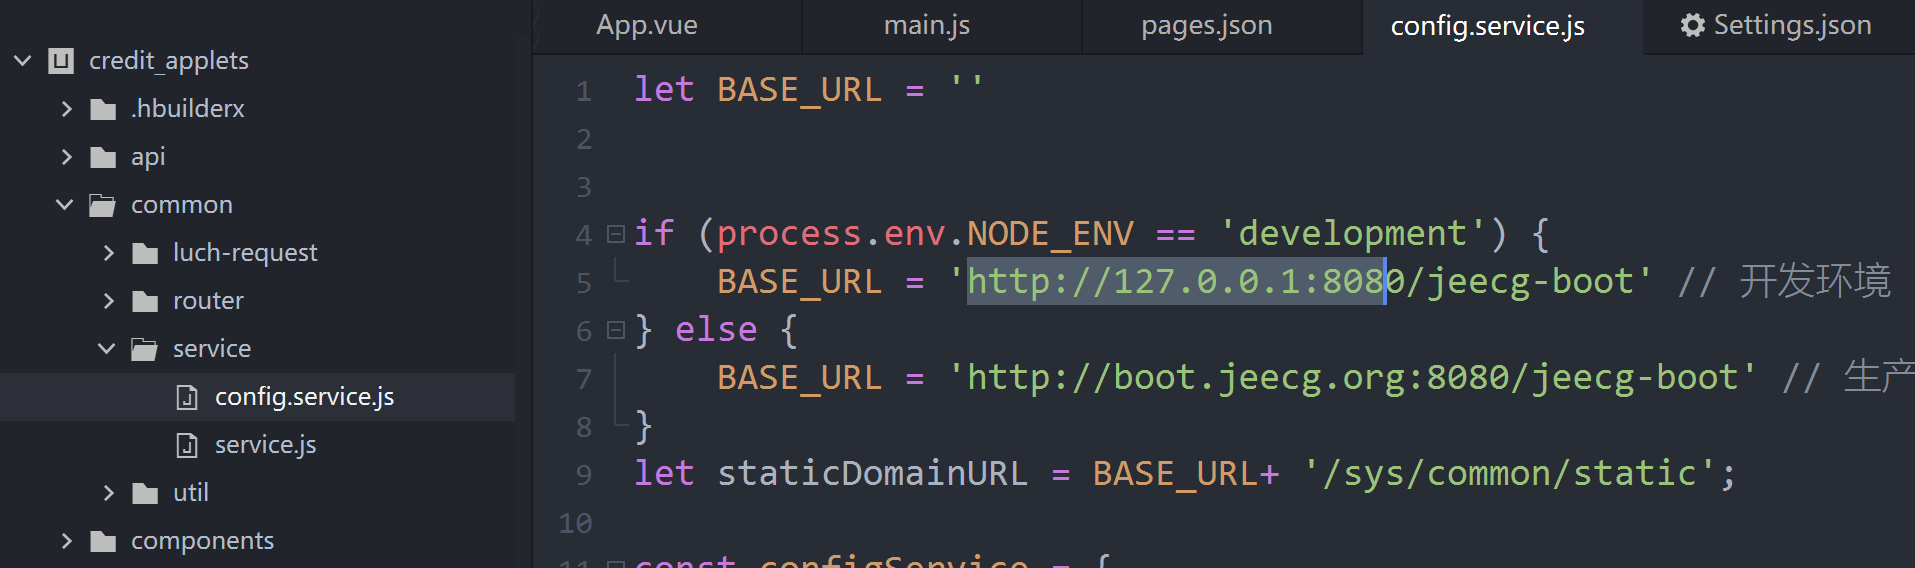 credit_applets
.hbuilderx
api
common
luch-request
router
service
config.service.js
service.js
util
components
App.vue main.js pages.json config.service.js Settings.json
1 let BASE_URL = ''
2
3
4 if (process.env.NODE_ENV == 'development') {
5 BASE_URL = 'http://127.0.0.1:8080/jeecg-boot' // 开发环境
6 } else {
7 BASE_URL = 'http://boot.jeecg.org:8080/jeecg-boot' // 生产
8 }
9 let staticDomainURL = BASE_URL+ '/sys/common/static';
10
11 const configService = {